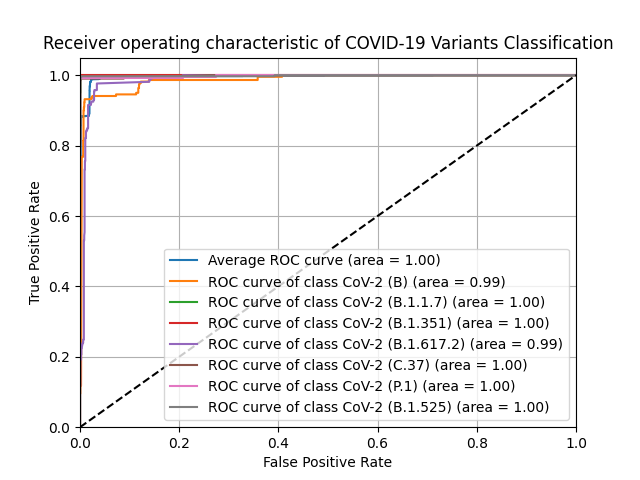 Receiver operating characteristic of COVID-19 Variants Classification
1.0
0.8
0.6
0.4
0.2
0.0
True Positive Rate
Average ROC curve (area = 1.00)
ROC curve of class CoV-2 (B) (area = 0.99)
ROC curve of class CoV-2 (B.1.1.7) (area = 1.00)
ROC curve of class CoV-2 (B.1.351) (area = 1.00)
ROC curve of class CoV-2 (B.1.617.2) (area = 0.99)
ROC curve of class CoV-2 (C.37) (area = 1.00)
ROC curve of class CoV-2 (P.1) (area = 1.00)
ROC curve of class CoV-2 (B.1.525) (area = 1.00)
0.0 0.2 0.4 0.6 0.8 1.0
False Positive Rate